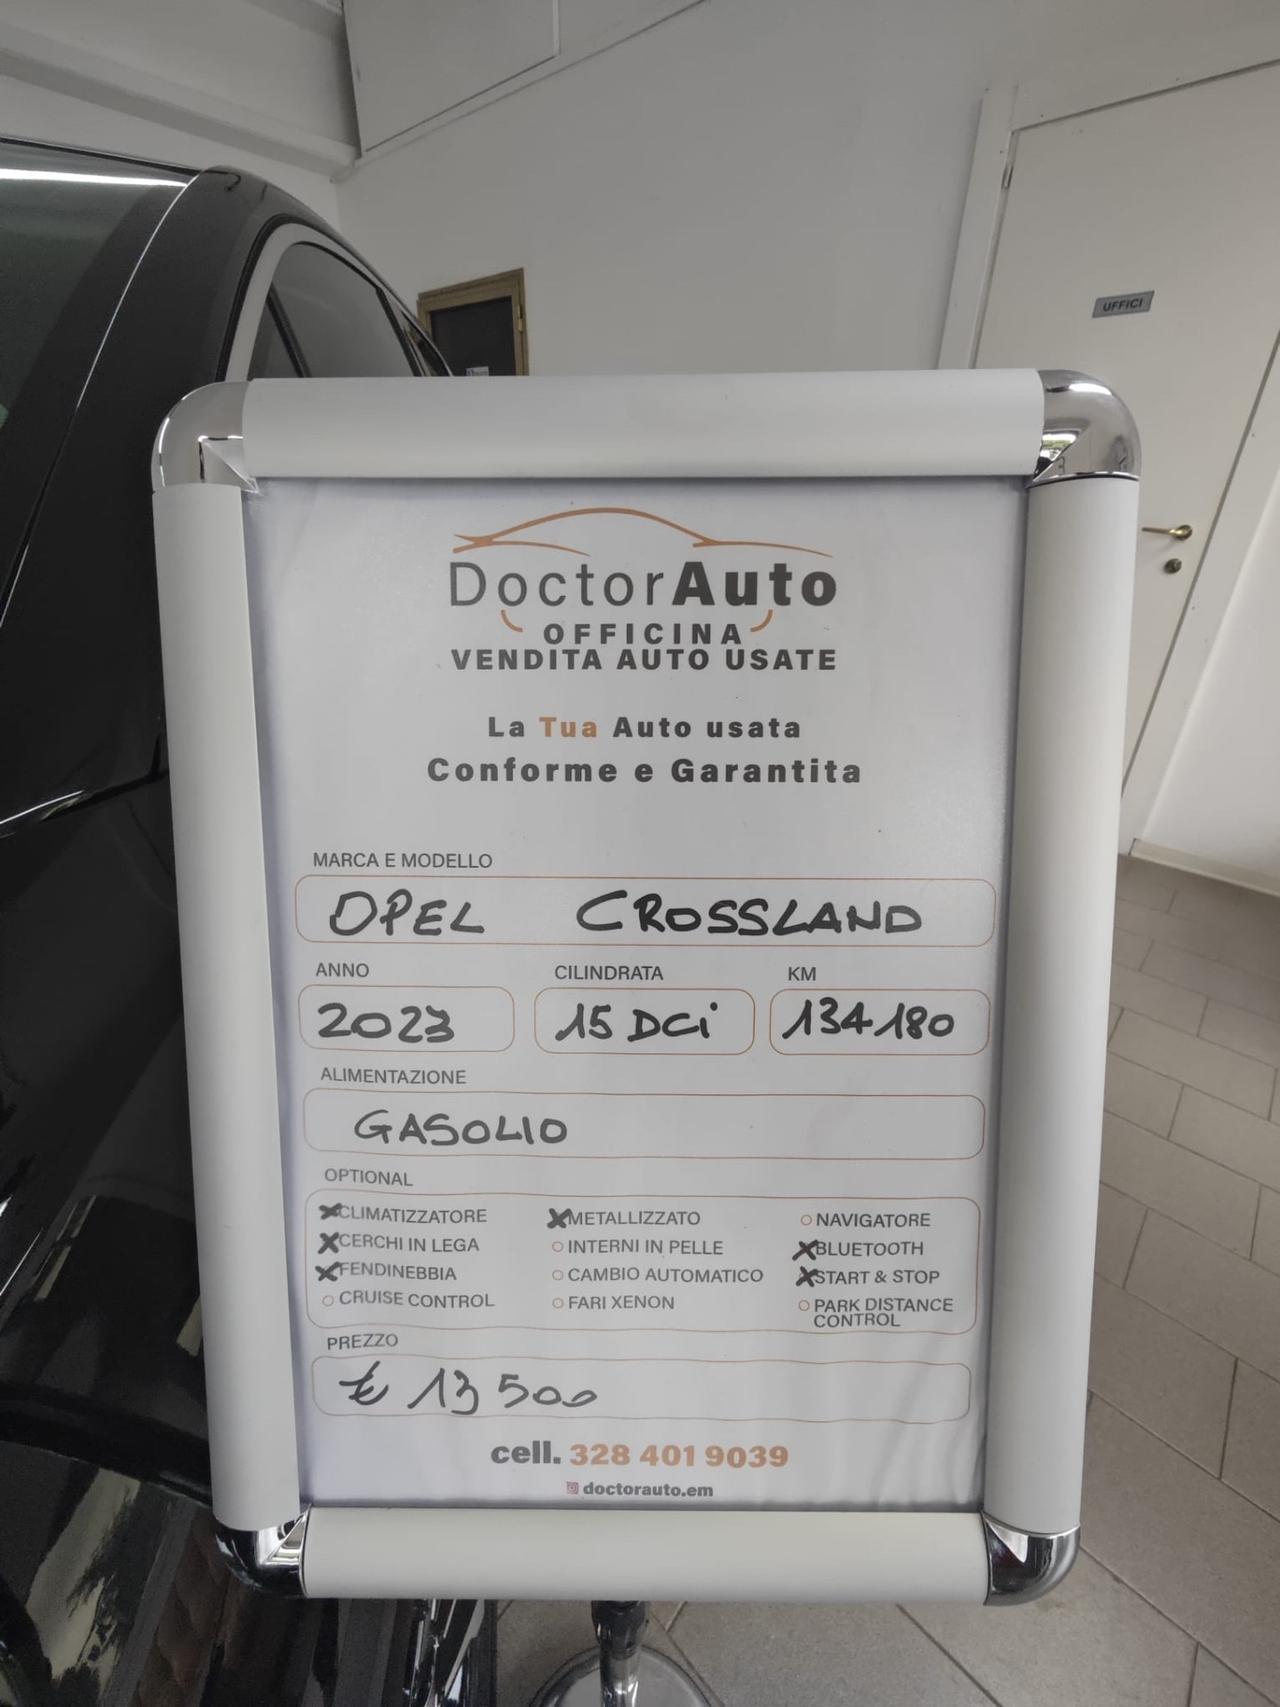 UFFICI
DoctorAuto
OFFICINA
VENDITA AUTO USATE
La Tua Auto usata
Conforme e Garantita
MARCA E MODELLO
OPEL CROSSLAND
ANNO CILINDRATA KM
2023 15 DCi 134180
ALIMENTAZIONE
GASOLIO
OPTIONAL
CLIMATIZZATORE METALLIZZATO NAVIGATORE
CERCHI IN LEGA INTERNI IN PELLE BLUETOOTH
FENDINEBBIA CAMBIO AUTOMATICO START & STOP
CRUISE CONTROL FARI XENON PARK DISTANCE
CONTROL
PREZZO
€ 13 500
cell. 328 401 9039
doctorauto.em